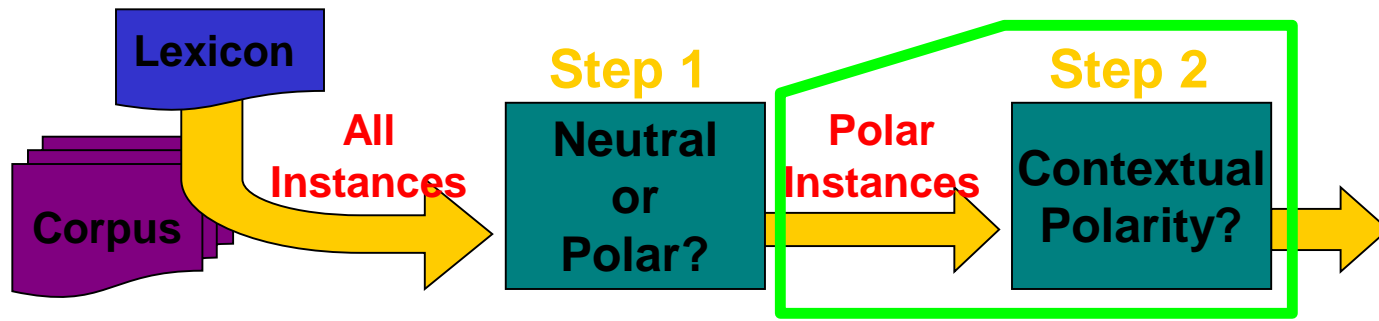 Lexicon
Corpus
All
Instances
Step 1
Neutral
or
Polar?
Polar
Instances
Step 2
Contextual
Polarity?